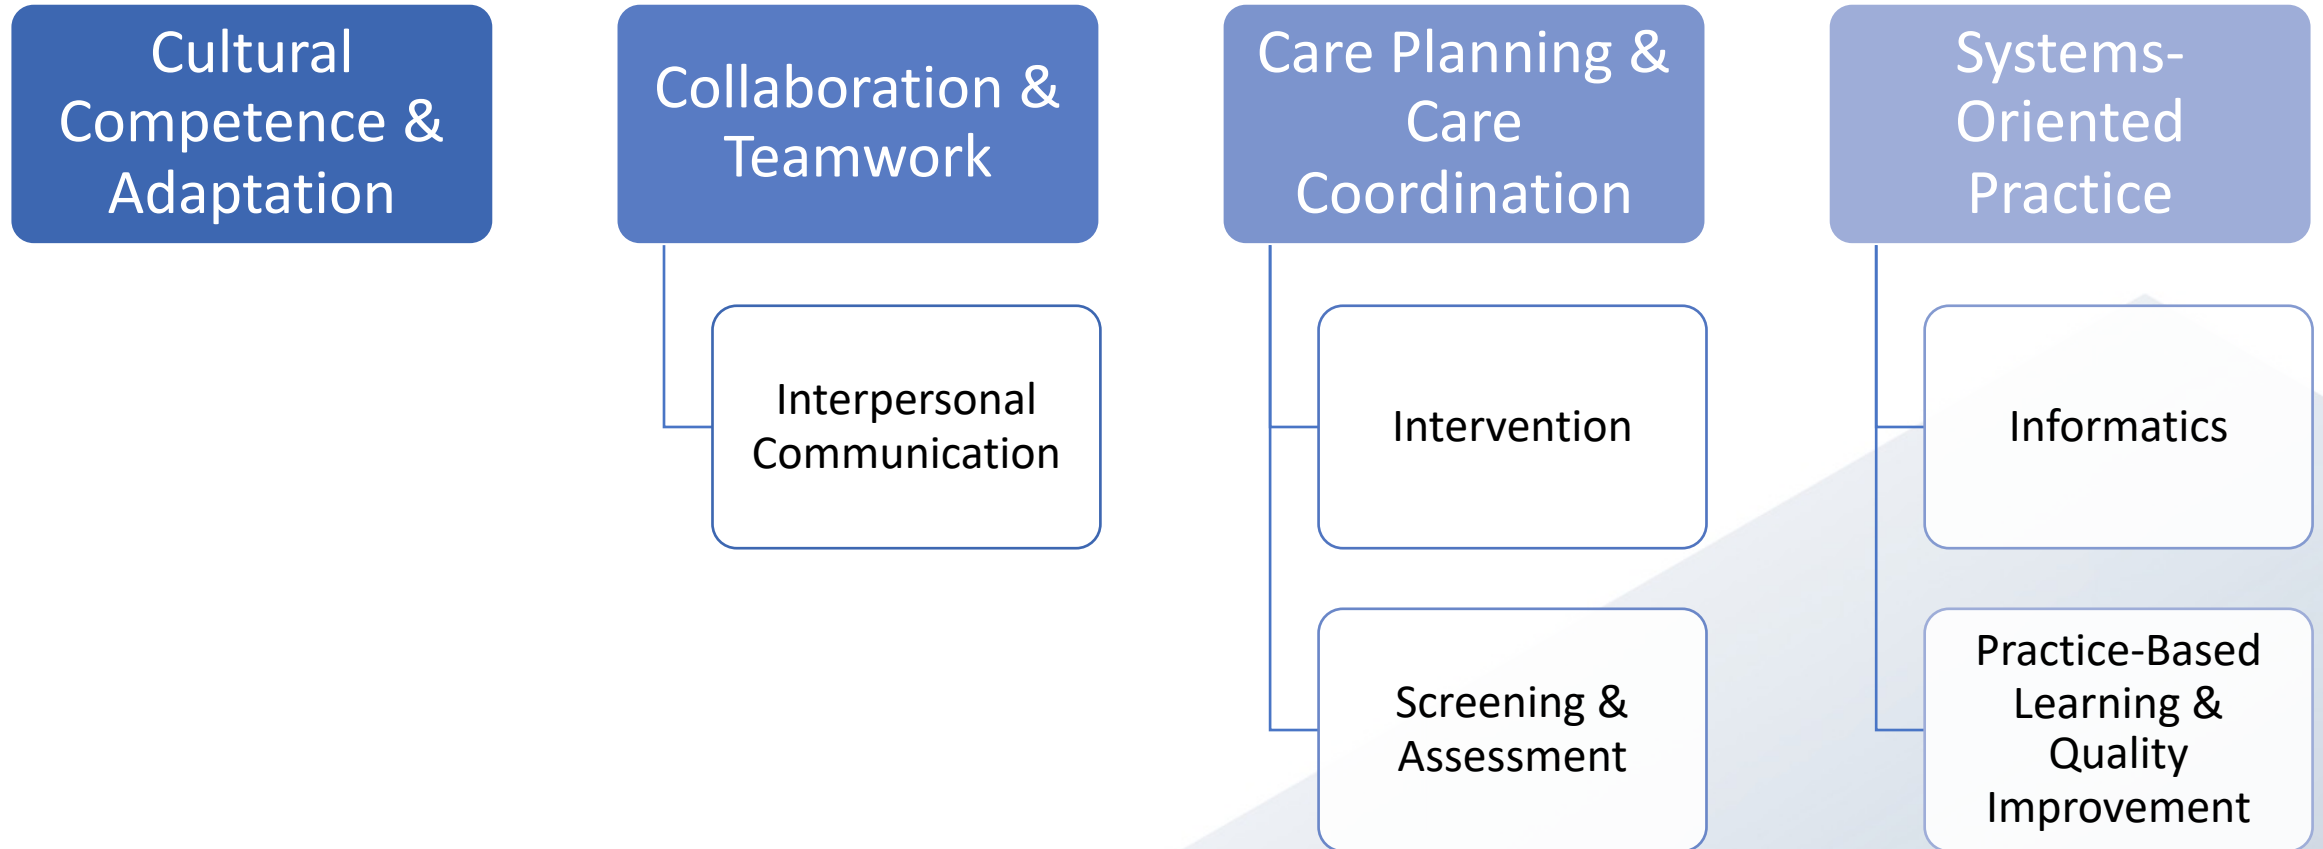 Cultural
Competence &
Adaptation
Collaboration &
Teamwork
Interpersonal
Communication
Care Planning &
Care
Coordination
Intervention
Screening &
Assessment
Systems-
Oriented
Practice
Informatics
Practice-Based
Learning &
Quality
Improvement